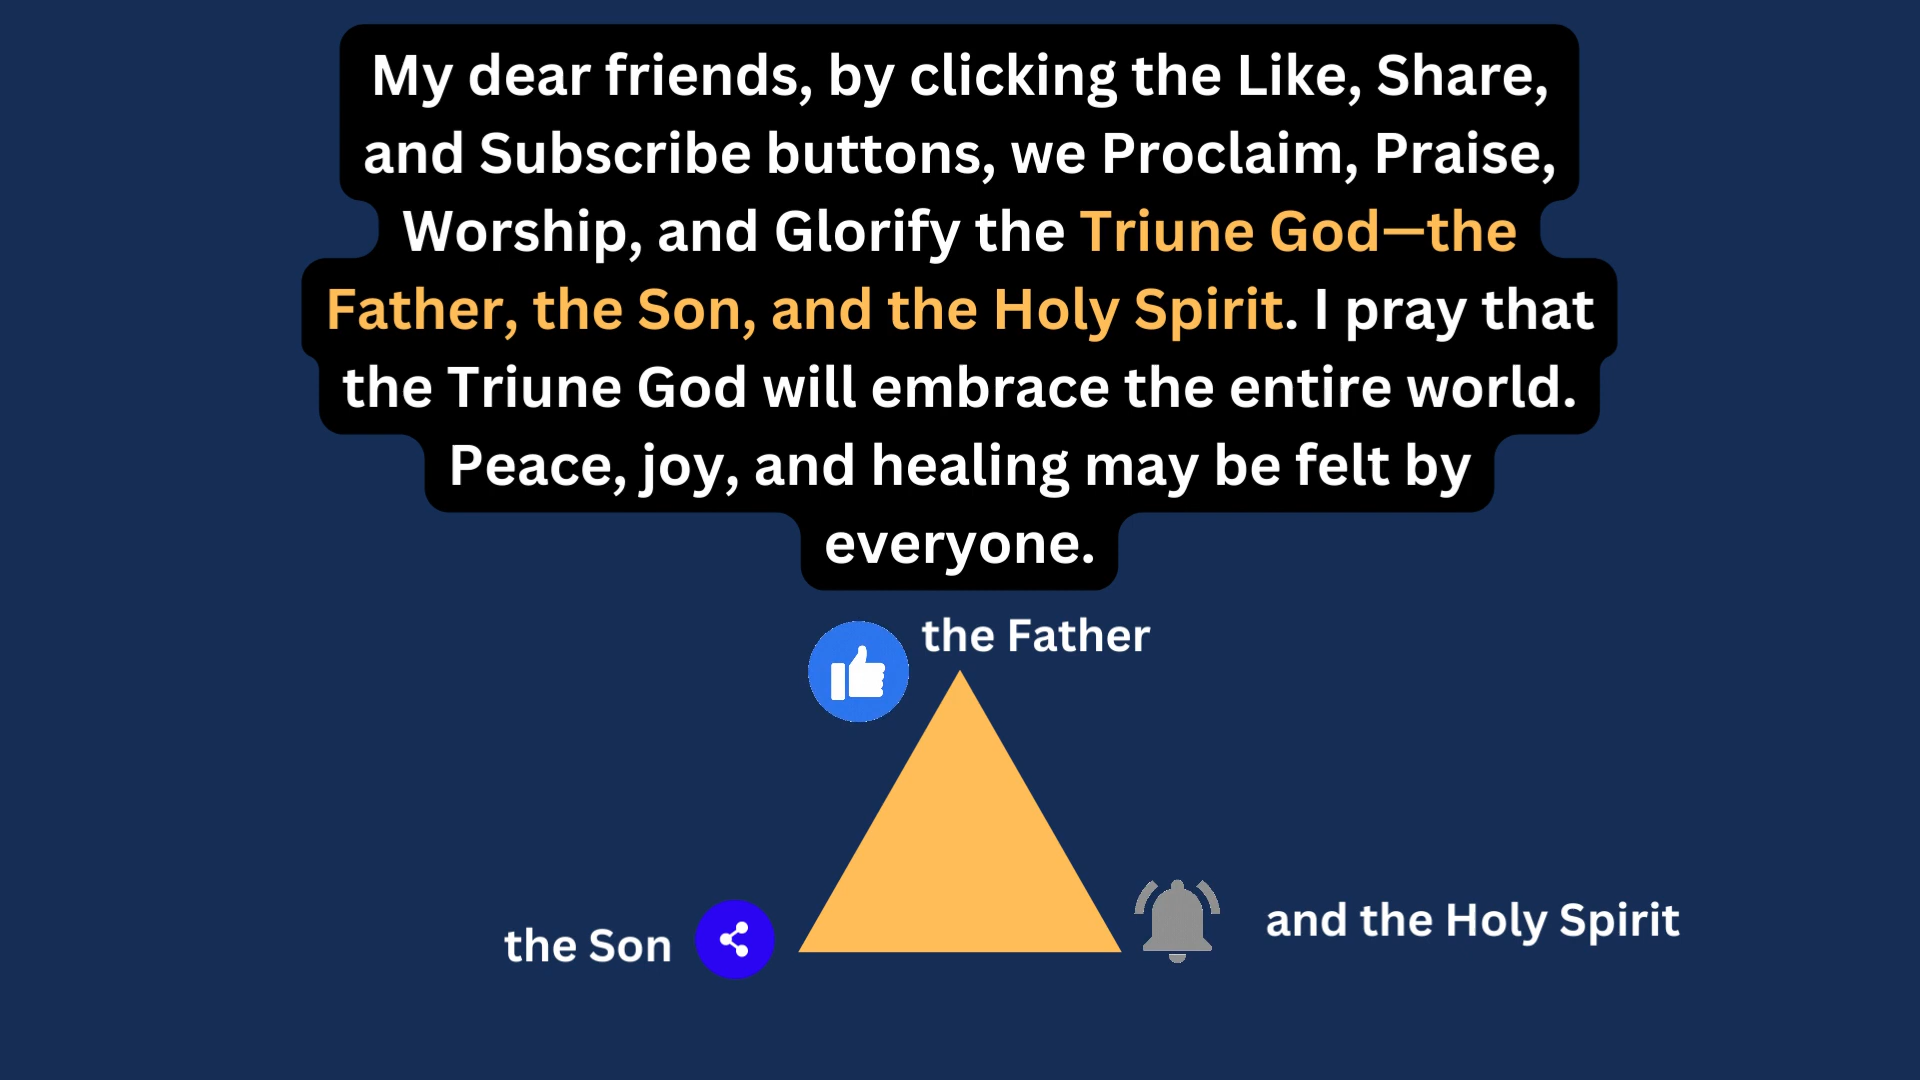 My dear friends, by clicking the Like, Share,
and Subscribe buttons, we Proclaim, Praise,
Worship, and Glorify the Triune God—the
Father, the Son, and the Holy Spirit. I pray that
the Triune God will embrace the entire world.
Peace, joy, and healing may be felt by
everyone.
the Father
the Son
and the Holy Spirit